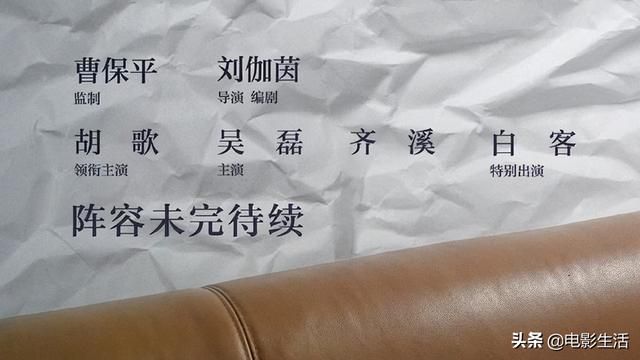 曹保平 刘伽茵
监制 导演 编剧
胡歌 吴磊 齐溪 白客
领衔主演 主演 特别出演
阵容未完待续
头条 @电影生活